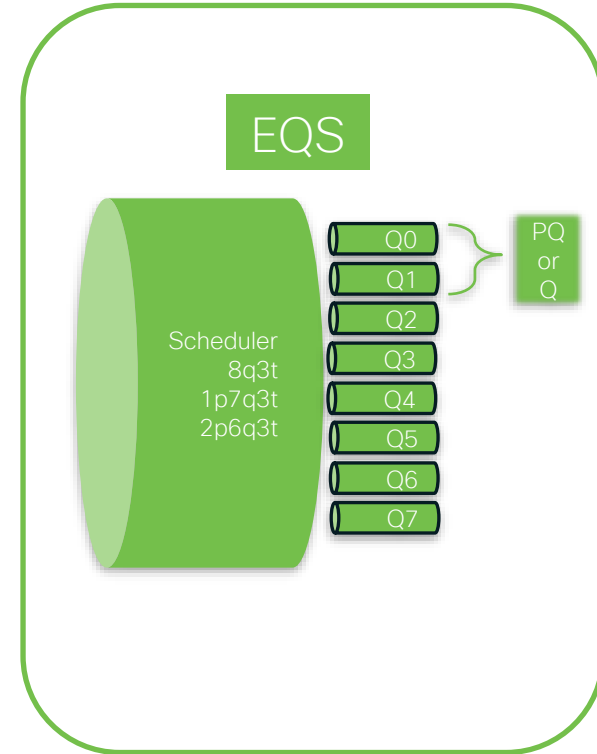 EQS
Scheduler
8q3t
1p7q3t
2p6q3t
Q0
Q1
Q2
Q3
Q4
Q5
Q6
Q7
PQ
or
Q